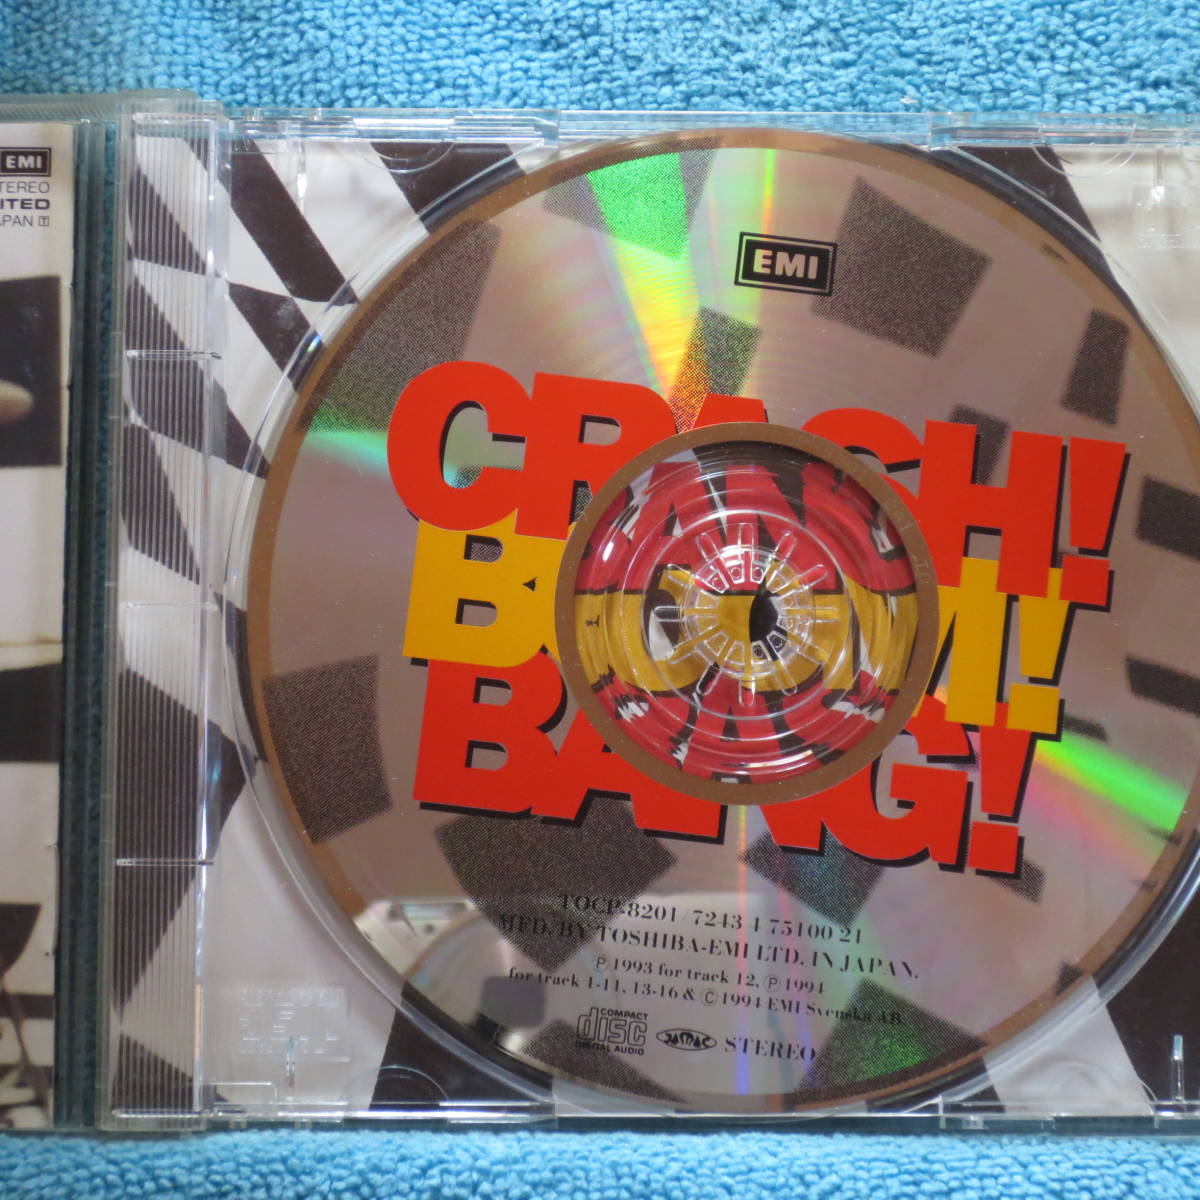 EMI
STEREO
JAPAN
EMI
CRASH!
BOOM!
BANG!
TOCP-8201 / 7243 4 75100 21
MFD. BY TOSHIBA-EMI LTD. IN JAPAN.
Ⓟ 1993 for track 12, Ⓟ 1994
for track 1-11, 13-16 & Ⓒ 1994 EMI Svenska AB.
COMPACT
disc
DIGITAL AUDIO
JASRAC
STEREO